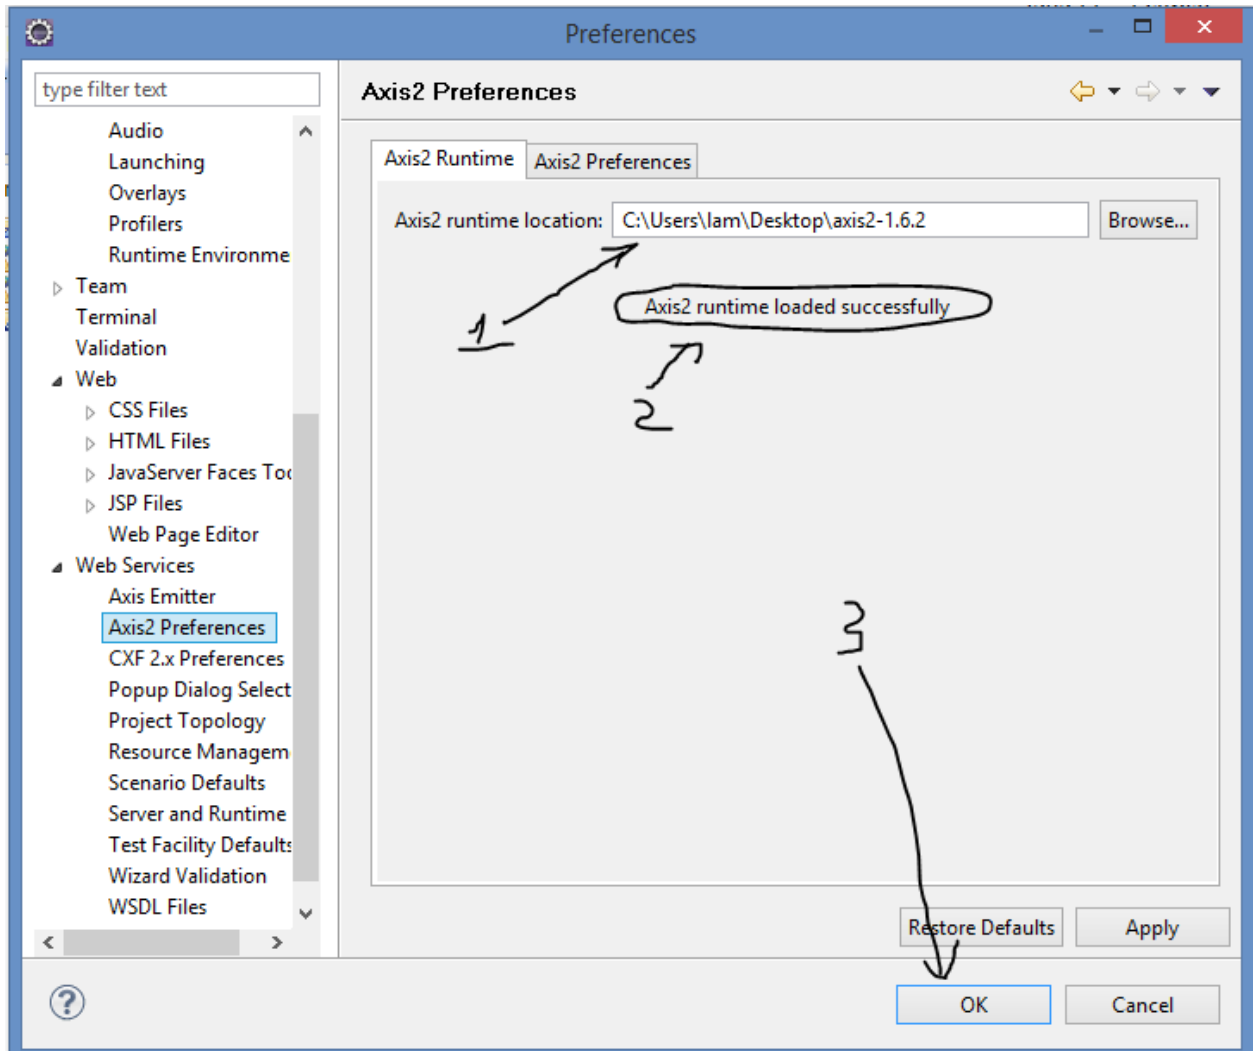 Preferences
type filter text
Audio
Launching
Overlays
Profilers
Runtime Environme
Team
Terminal
Validation
Web
CSS Files
HTML Files
JavaServer Faces Too
JSP Files
Web Page Editor
Web Services
Axis Emitter
Axis2 Preferences
CXF 2.x Preferences
Popup Dialog Select
Project Topology
Resource Managem
Scenario Defaults
Server and Runtime
Test Facility Defaults
Wizard Validation
WSDL Files
Axis2 Preferences
Axis2 Runtime Axis2 Preferences
Axis2 runtime location: C:\Users\lam\Desktop\axis2-1.6.2 Browse...
Axis2 runtime loaded successfully
1
2
3
Restore Defaults Apply
? OK Cancel